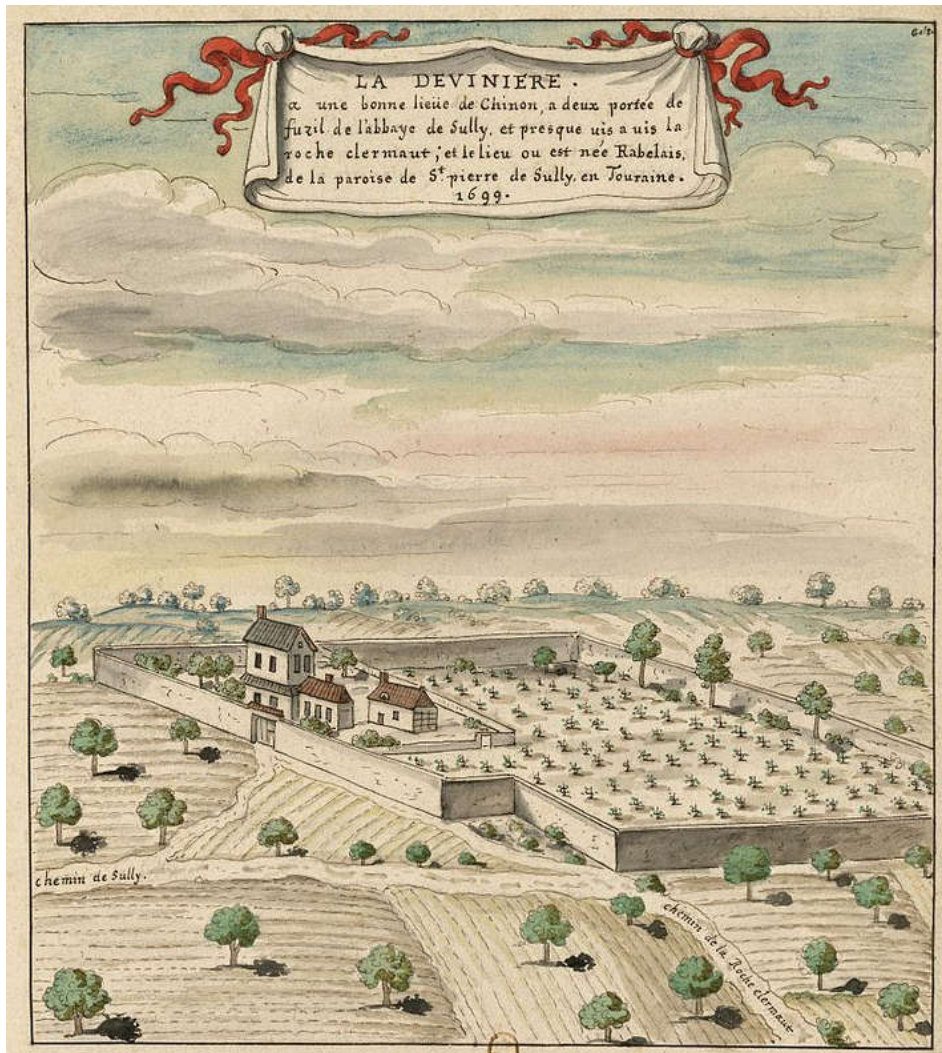 LA DEVINIERE.
a une bonne lieüe de Chinon, a deux portée de
fuzil de l'abbaye de Sully, et presque uis a uis la
roche clermaut; et le lieu ou est née Rabelais,
de la paroise de St. pierre de Sully, en Touraine.
1699.
chemin de Sully.
chemin de la Roche clermaut